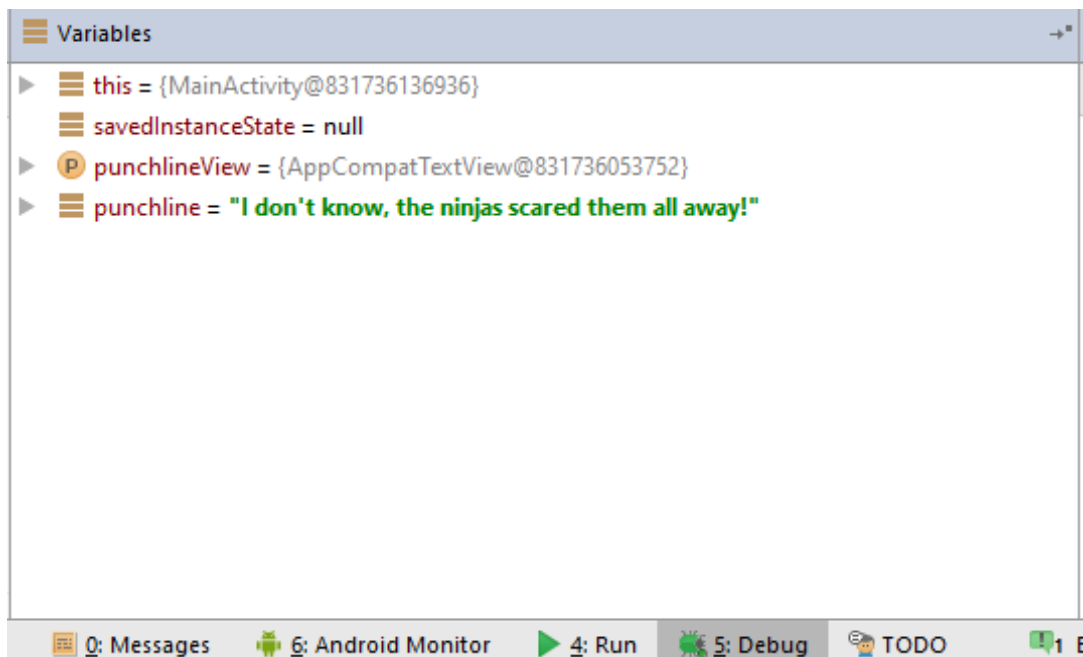 Variables
this = {MainActivity@831736136936}
savedInstanceState = null
P punchlineView = {AppCompatTextView@831736053752}
punchline = "I don't know, the ninjas scared them all away!"
0: Messages 6: Android Monitor 4: Run 5: Debug TODO 1 E